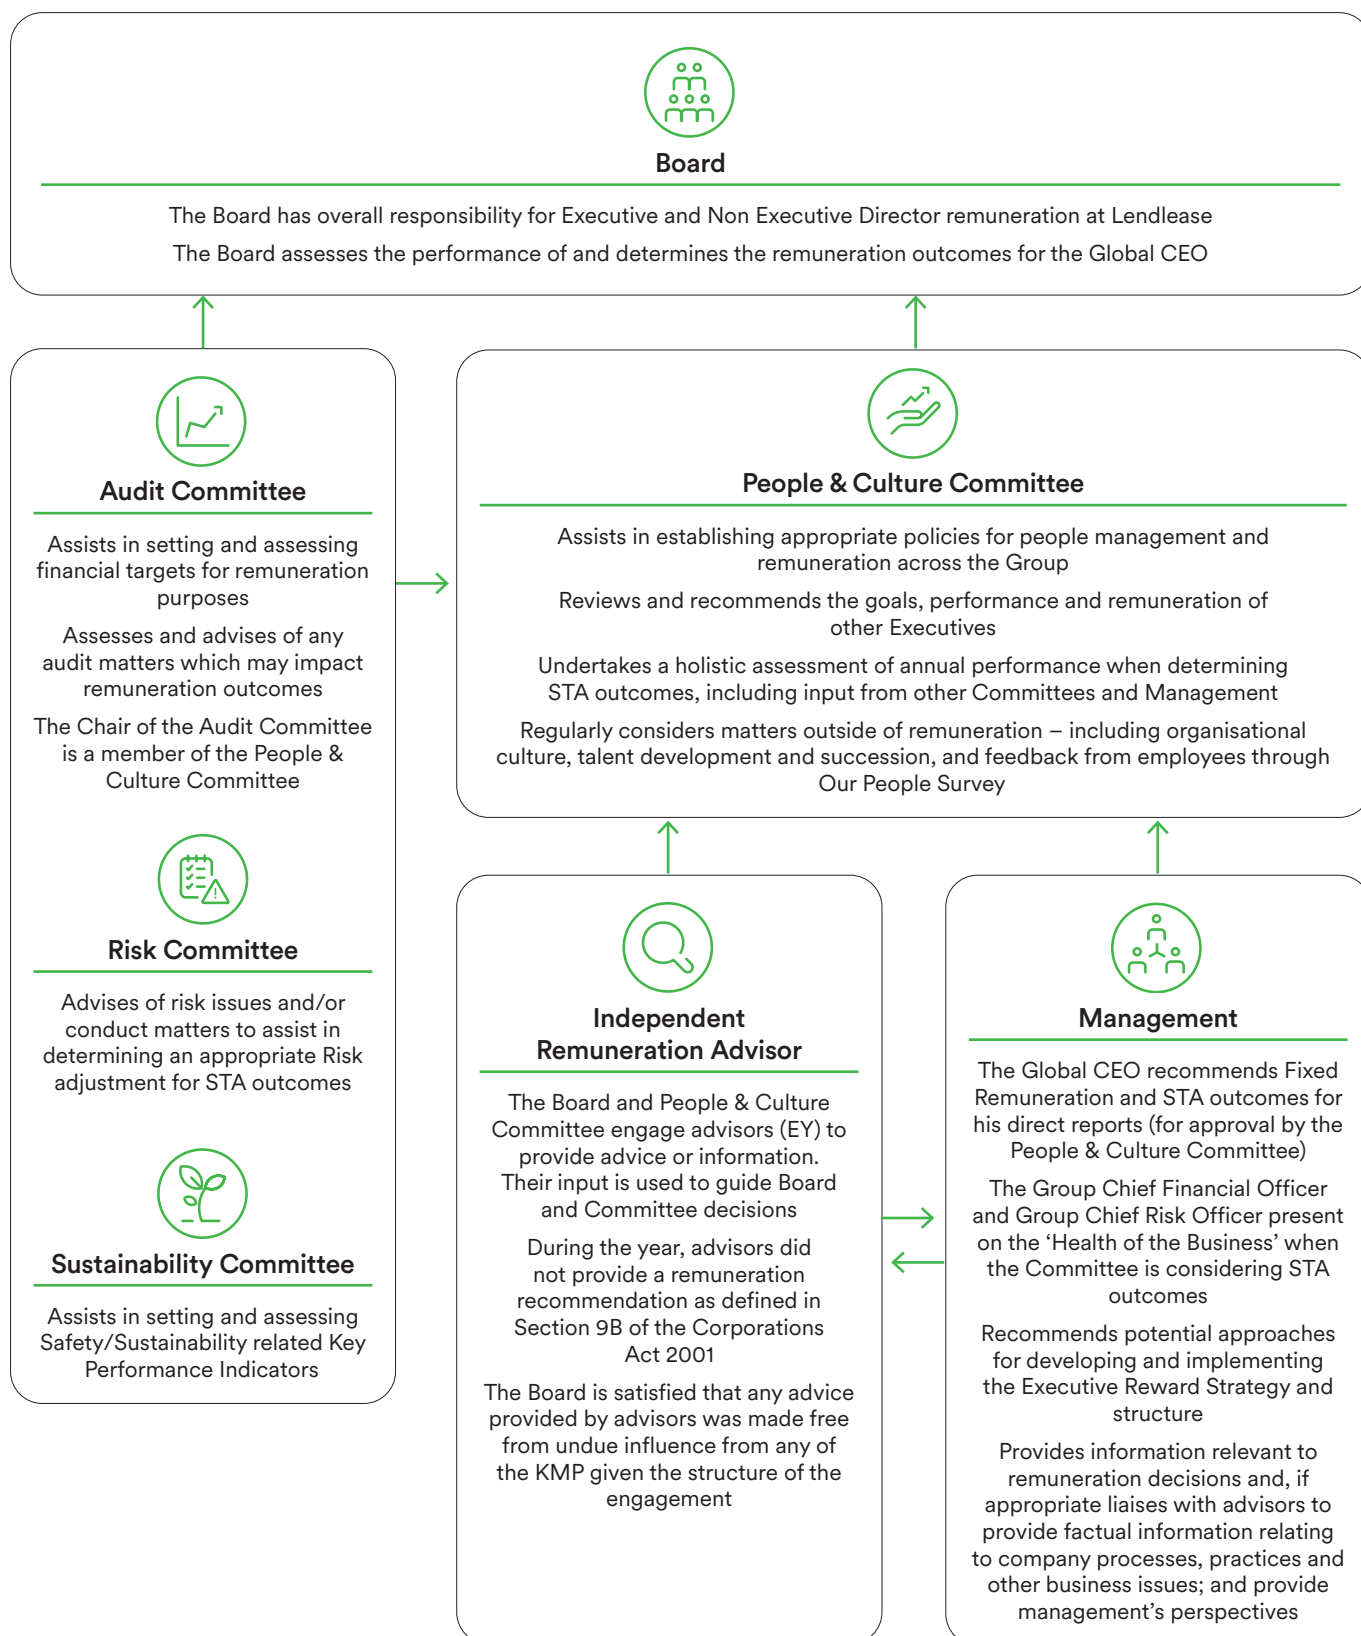 Board
The Board has overall responsibility for Executive and Non Executive Director remuneration at Lendlease
The Board assesses the performance of and determines the remuneration outcomes for the Global CEO
Audit Committee
Assists in setting and assessing
financial targets for remuneration
purposes
Assesses and advises of any
audit matters which may impact
remuneration outcomes
The Chair of the Audit Committee
is a member of the People &
Culture Committee
Risk Committee
Advises of risk issues and/or
conduct matters to assist in
determining an appropriate Risk
adjustment for STA outcomes
Sustainability Committee
Assists in setting and assessing
Safety/Sustainability related Key
Performance Indicators
People & Culture Committee
Assists in establishing appropriate policies for people management and
remuneration across the Group
Reviews and recommends the goals, performance and remuneration of
other Executives
Undertakes a holistic assessment of annual performance when determining
STA outcomes, including input from other Committees and Management
Regularly considers matters outside of remuneration – including organisational
culture, talent development and succession, and feedback from employees through
Our People Survey
Independent
Remuneration Advisor
The Board and People & Culture
Committee engage advisors (EY) to
provide advice or information.
Their input is used to guide Board
and Committee decisions
During the year, advisors did
not provide a remuneration
recommendation as defined in
Section 9B of the Corporations
Act 2001
The Board is satisfied that any advice
provided by advisors was made free
from undue influence from any of
the KMP given the structure of the
engagement
Management
The Global CEO recommends Fixed
Remuneration and STA outcomes for
his direct reports (for approval by the
People & Culture Committee)
The Group Chief Financial Officer
and Group Chief Risk Officer present
on the ‘Health of the Business’ when
the Committee is considering STA
outcomes
Recommends potential approaches
for developing and implementing
the Executive Reward Strategy and
structure
Provides information relevant to
remuneration decisions and, if
appropriate liaises with advisors to
provide factual information relating
to company processes, practices and
other business issues; and provide
management’s perspectives